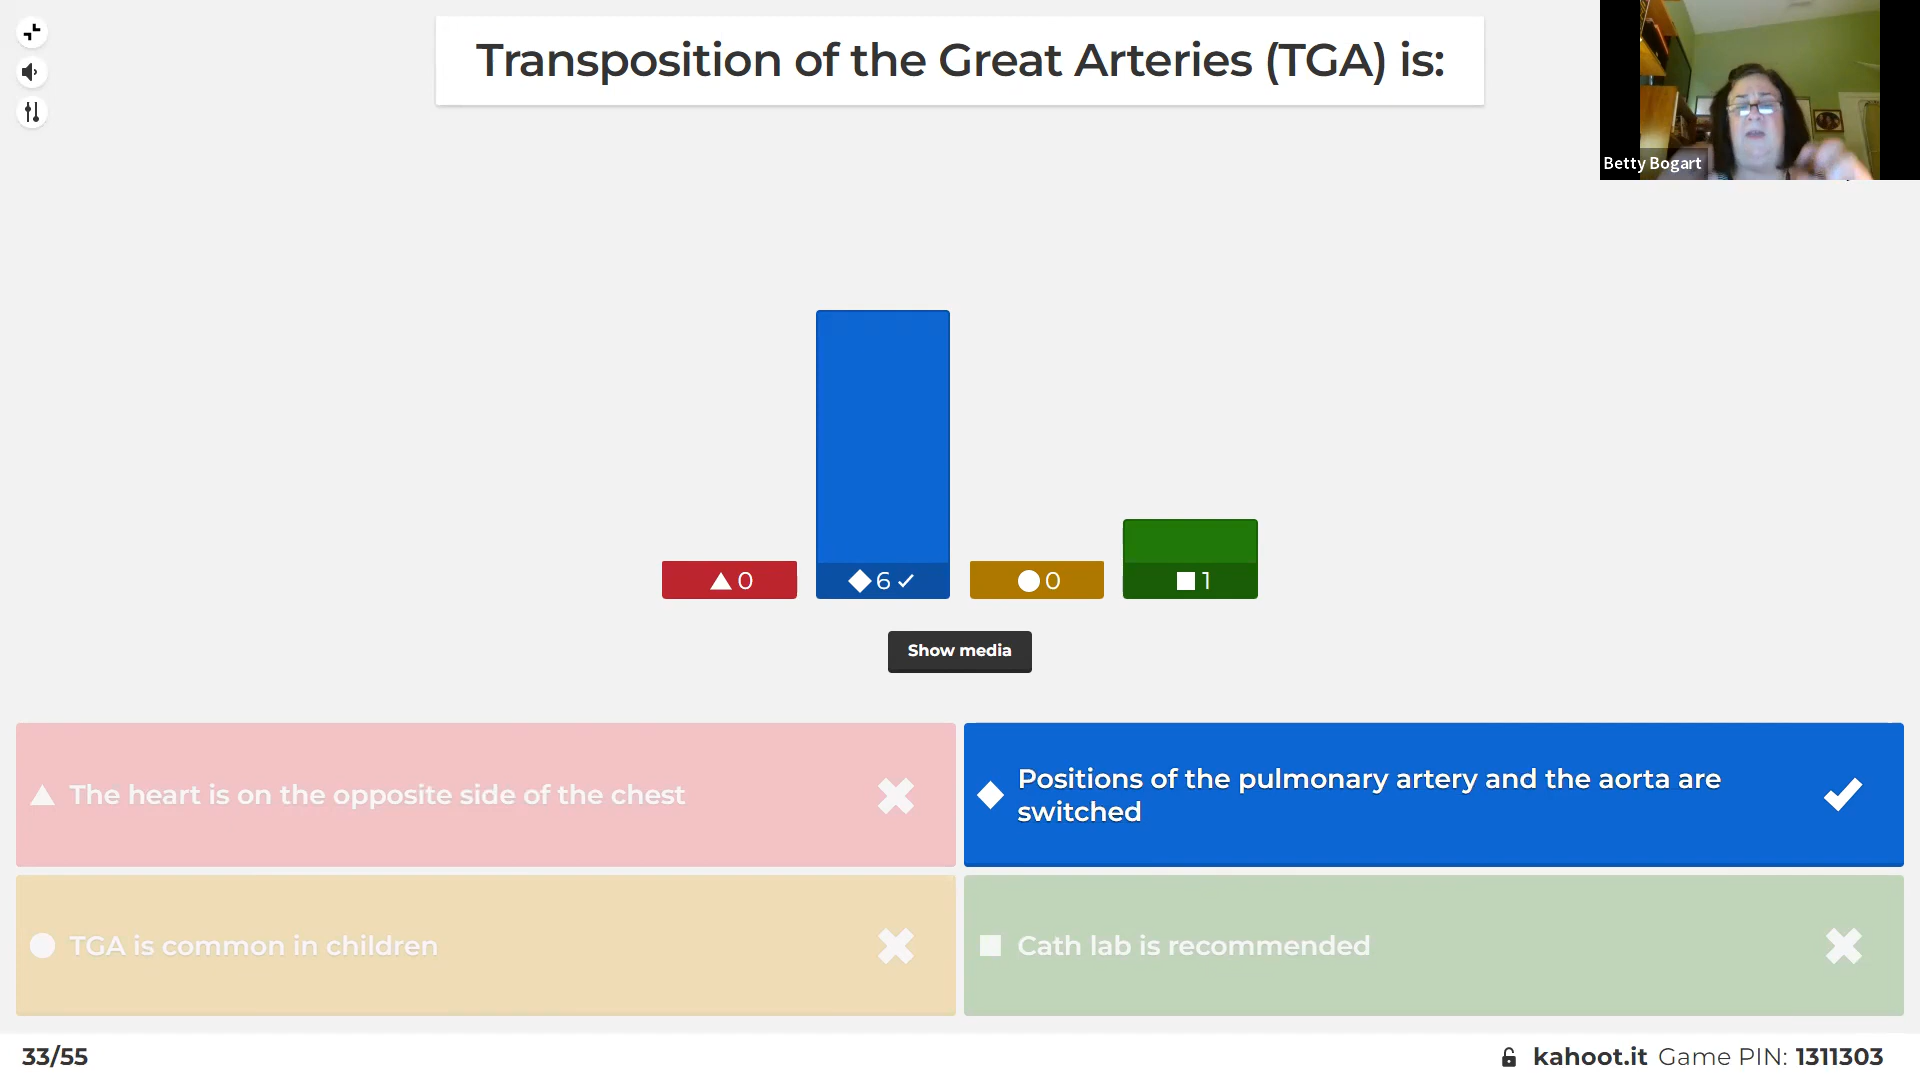 Transposition of the Great Arteries (TGA) is:
Betty Bogart
0
6
0
1
Show media
The heart is on the opposite side of the chest
Positions of the pulmonary artery and the aorta are
switched
TGA is common in children
Cath lab is recommended
33/55
kahoot.it Game PIN: 1311303